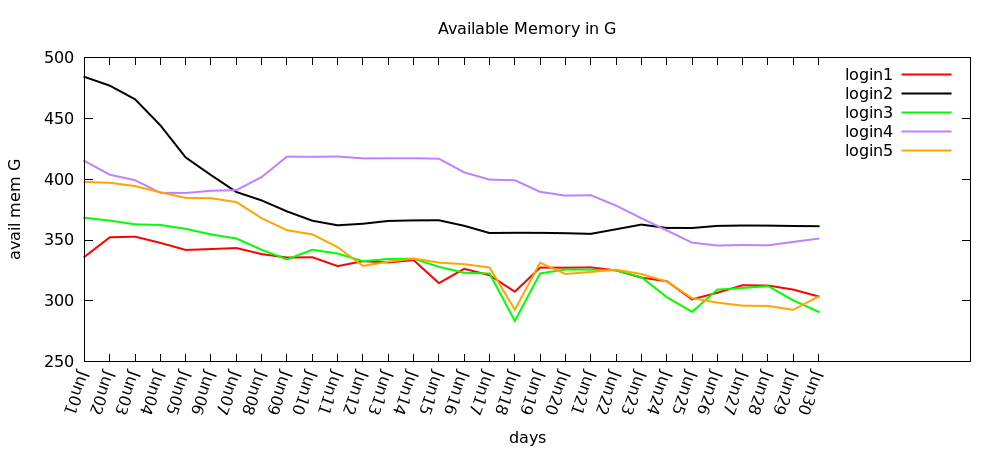 Available Memory in G
500
450
400
350
300
250
avail mem G
login1
login2
login3
login4
login5
Jun01
Jun02
Jun03
Jun04
Jun05
Jun06
Jun07
Jun08
Jun09
Jun10
Jun11
Jun12
Jun13
Jun14
Jun15
Jun16
Jun17
Jun18
Jun19
Jun20
Jun21
Jun22
Jun23
Jun24
Jun25
Jun26
Jun27
Jun28
Jun29
Jun30
days